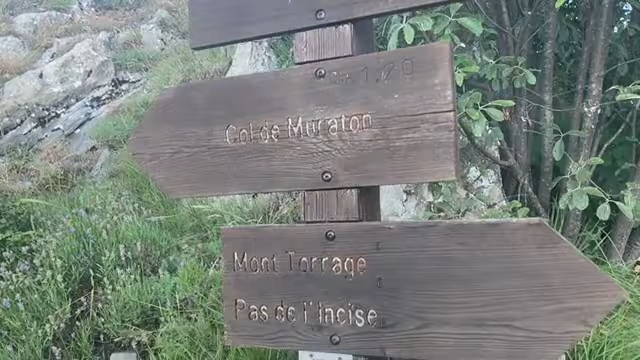 Col de Muraton
Mont Torrage
Pas de l'Incise